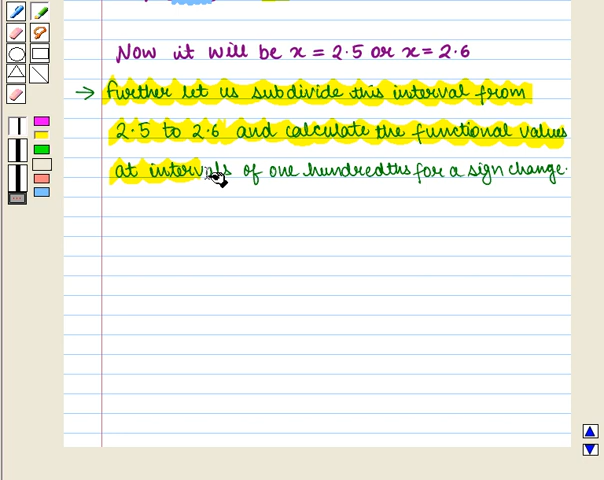 Now it will be x = 2.5 or x = 2.6
→ Further let us subdivide this interval from
2.5 to 2.6 and calculate the functional values
at intervals of one hundredths for a sign change.